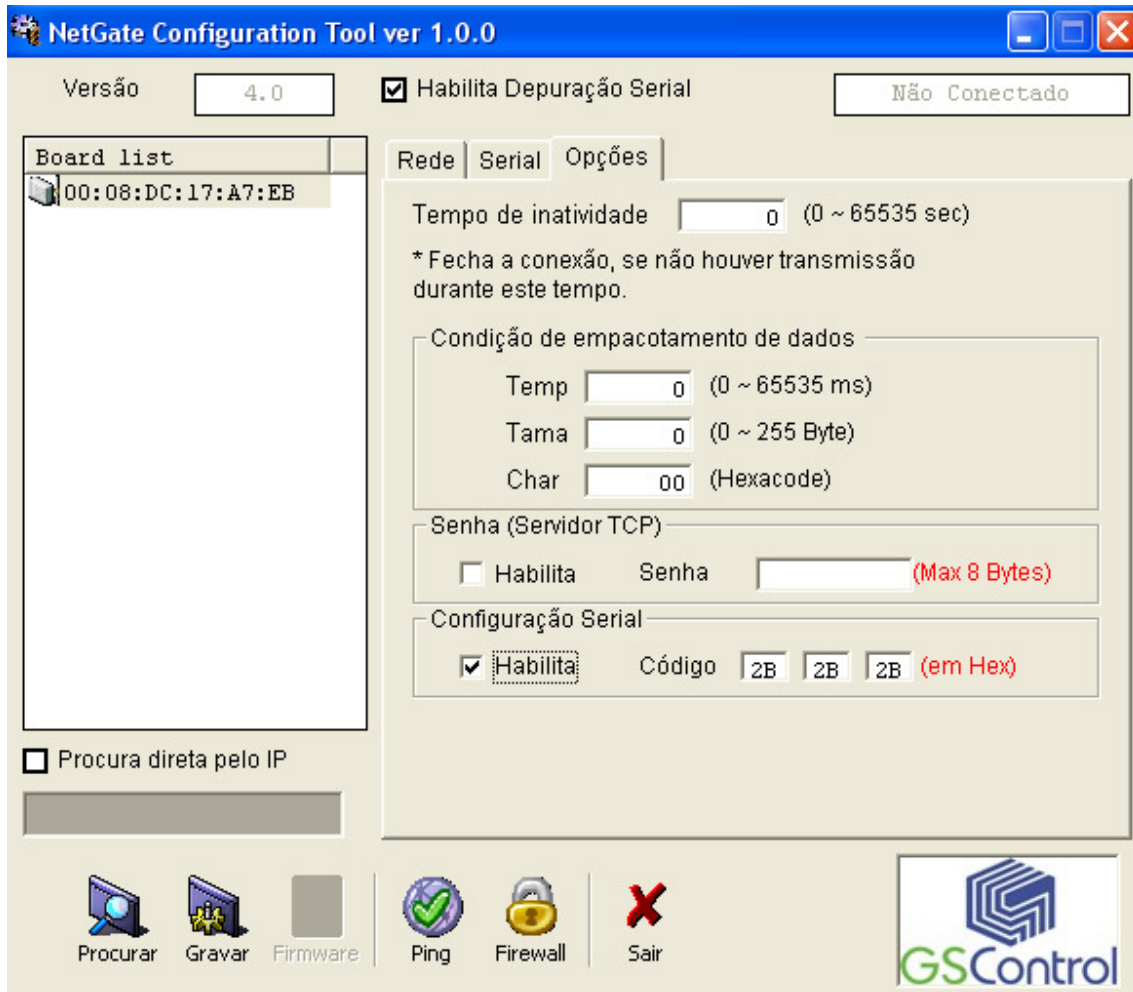 NetGate Configuration Tool ver 1.0.0
Versão 4.0 Habilita Depuração Serial Não Conectado
Board list
00:08:DC:17:A7:EB
Rede Serial Opções
Tempo de inatividade 0 (0 ~ 65535 sec)
* Fecha a conexão, se não houver transmissão
durante este tempo.
Condição de empacotamento de dados
Temp 0 (0 ~ 65535 ms)
Tama 0 (0 ~ 255 Byte)
Char 00 (Hexacode)
Senha (Servidor TCP)
Habilita Senha (Max 8 Bytes)
Configuração Serial
Habilita Código 2B 2B 2B (em Hex)
Procura direta pelo IP
Procurar Gravar Firmware Ping Firewall Sair
GSControl